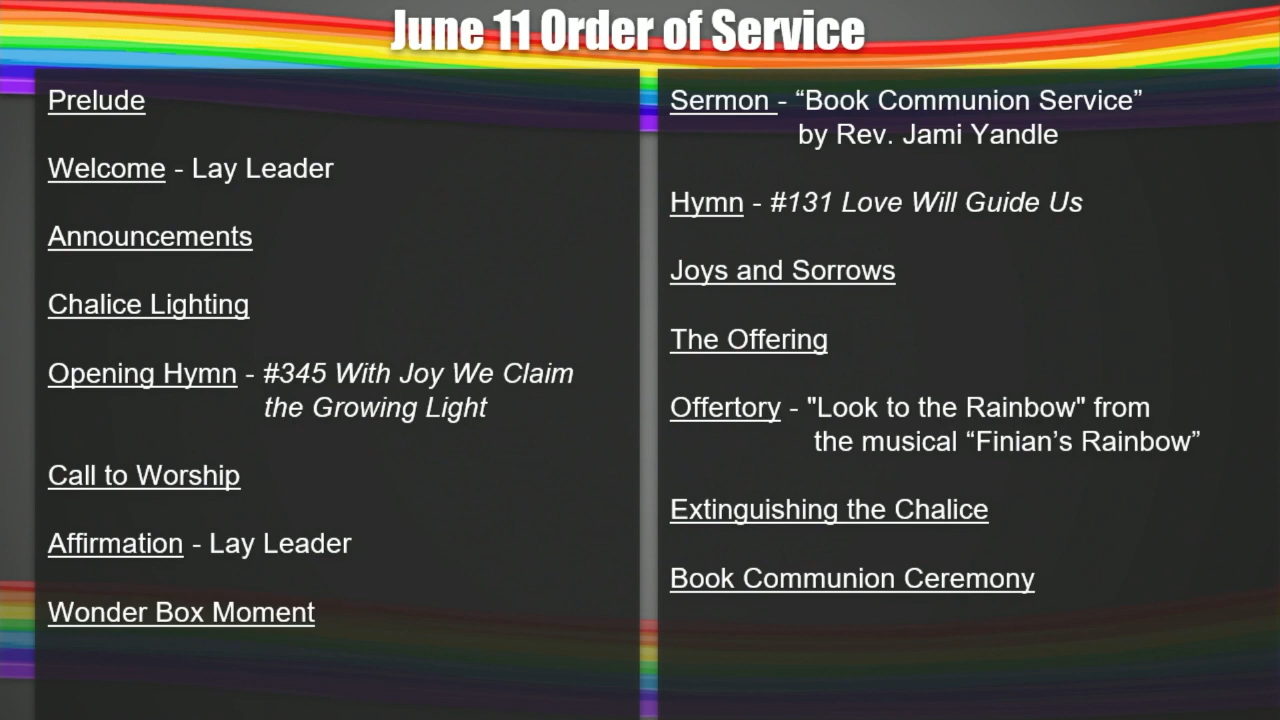 June 11 Order of Service
Prelude
Welcome - Lay Leader
Announcements
Chalice Lighting
Opening Hymn - #345 With Joy We Claim
the Growing Light
Call to Worship
Affirmation - Lay Leader
Wonder Box Moment
Sermon - “Book Communion Service”
by Rev. Jami Yandle
Hymn - #131 Love Will Guide Us
Joys and Sorrows
The Offering
Offertory - "Look to the Rainbow" from
the musical “Finian’s Rainbow”
Extinguishing the Chalice
Book Communion Ceremony